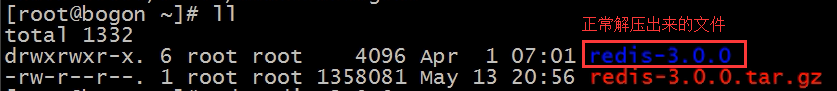 [root@bogon ~]# ll
正常解压出来的文件
total 1332
drwxrwxr-x. 6 root root    4096 Apr  1 07:01 redis-3.0.0
-rw-r--r--. 1 root root 1358081 May 13 20:56 redis-3.0.0.tar.gz